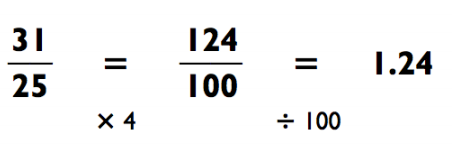 31/25 = 124/100 = 1.24
× 4 ÷ 100